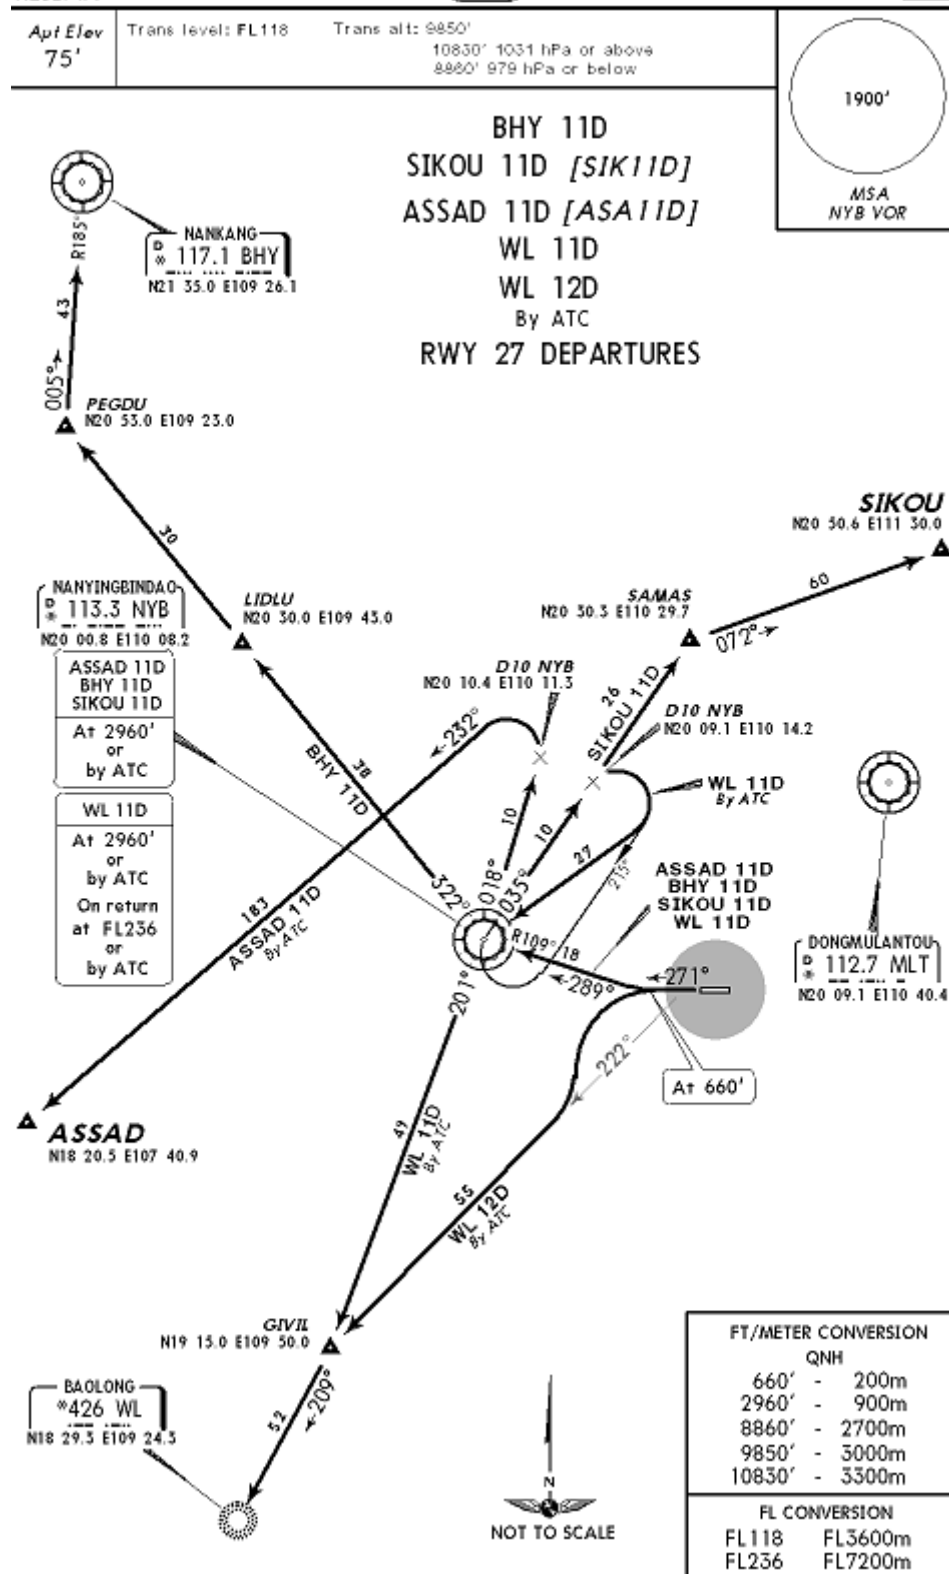 Apt Elev
75'
Trans level: FL118
Trans alt: 9850'
10830' 1031 hPa or above
8860' 979 hPa or below
1900'
MSA
NYB VOR
BHY 11D
SIKOU 11D [SIK11D]
ASSAD 11D [ASA11D]
WL 11D
WL 12D
By ATC
RWY 27 DEPARTURES
NANKANG
D
* 117.1 BHY
N21 35.0 E109 26.1
R185°
43
005°
PEGDU
N20 53.0 E109 23.0
30
SIKOU
N20 50.6 E111 30.0
60
072°
SAMAS
N20 30.3 E110 29.7
LIDLU
N20 30.0 E109 43.0
NANYINGBINDAO
D
* 113.3 NYB
N20 00.8 E110 08.2
ASSAD 11D
BHY 11D
SIKOU 11D
At 2960'
or
by ATC
WL 11D
At 2960'
or
by ATC
On return
at FL236
or
by ATC
D10 NYB
N20 10.4 E110 11.3
D10 NYB
N20 09.1 E110 14.2
26
SIKOU 11D
232°
38
BHY 11D
WL 11D
By ATC
10
10
27
215°
018°
035°
322°
183
ASSAD 11D
By ATC
ASSAD 11D
BHY 11D
SIKOU 11D
WL 11D
R109°
18
289°
271°
201°
222°
At 660'
DONGMULANTOU
D
* 112.7 MLT
N20 09.1 E110 40.4
ASSAD
N18 20.5 E107 40.9
49
WL 11D
By ATC
55
WL 12D
By ATC
GIVIL
N19 15.0 E109 50.0
209°
52
BAOLONG
*426 WL
N18 29.3 E109 24.3
N
NOT TO SCALE
FT/METER CONVERSION
QNH
660' - 200m
2960' - 900m
8860' - 2700m
9850' - 3000m
10830' - 3300m
FL CONVERSION
FL118 FL3600m
FL236 FL7200m